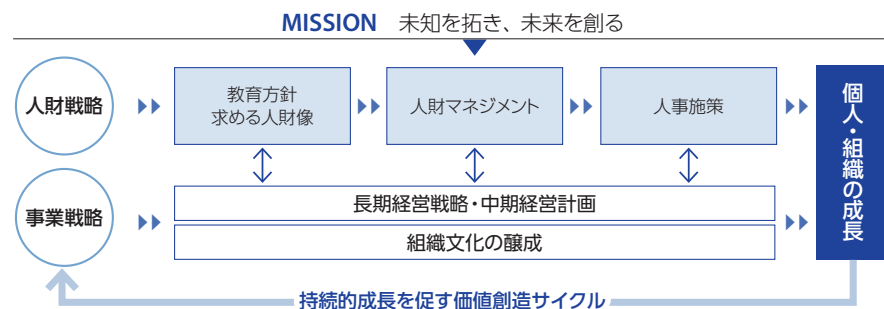 MISSION 未知を拓き、未来を創る
人財戦略
教育方針
求める人財像
人財マネジメント
人事施策
個人・組織の成長
事業戦略
長期経営戦略・中期経営計画
組織文化の醸成
持続的成長を促す価値創造サイクル